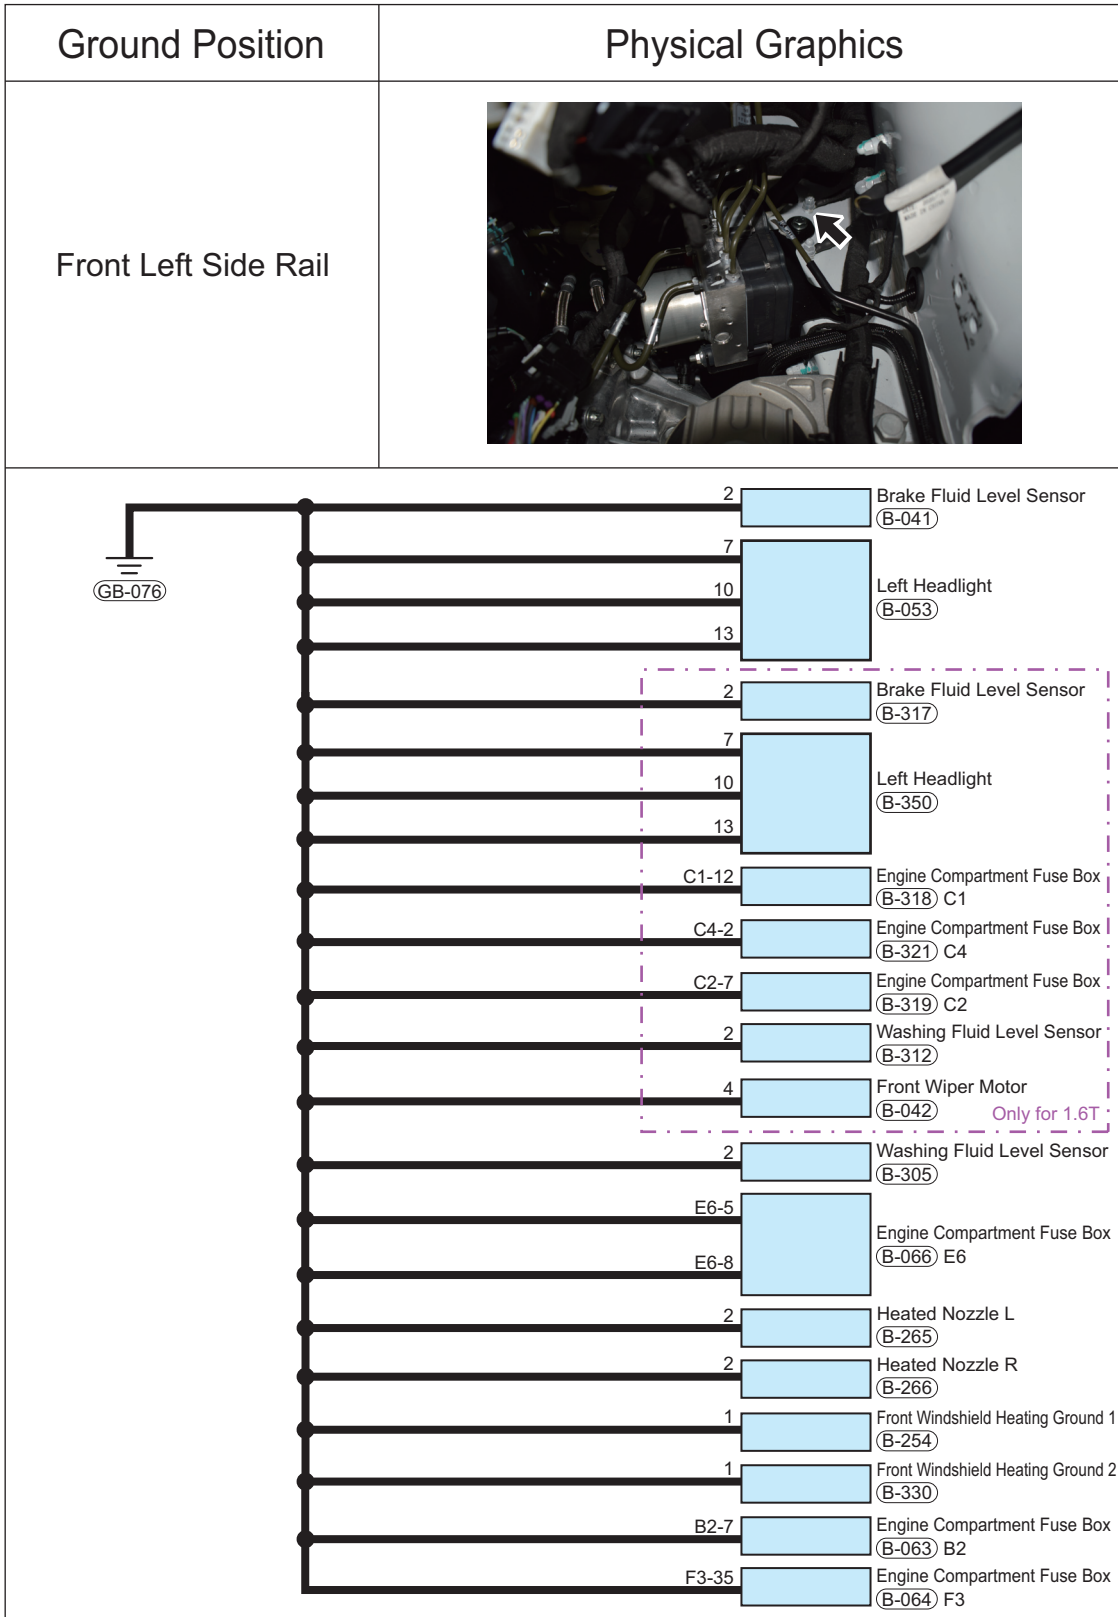 Ground Position
Physical Graphics
Front Left Side Rail
GB-076
2
Brake Fluid Level Sensor
B-041
7
10
13
Left Headlight
B-053
2
Brake Fluid Level Sensor
B-317
7
10
13
Left Headlight
B-350
C1-12
Engine Compartment Fuse Box
B-318 C1
C4-2
Engine Compartment Fuse Box
B-321 C4
C2-7
Engine Compartment Fuse Box
B-319 C2
2
Washing Fluid Level Sensor
B-312
4
Front Wiper Motor
B-042
Only for 1.6T
2
Washing Fluid Level Sensor
B-305
E6-5
E6-8
Engine Compartment Fuse Box
B-066 E6
2
Heated Nozzle L
B-265
2
Heated Nozzle R
B-266
1
Front Windshield Heating Ground 1
B-254
1
Front Windshield Heating Ground 2
B-330
B2-7
Engine Compartment Fuse Box
B-063 B2
F3-35
Engine Compartment Fuse Box
B-064 F3